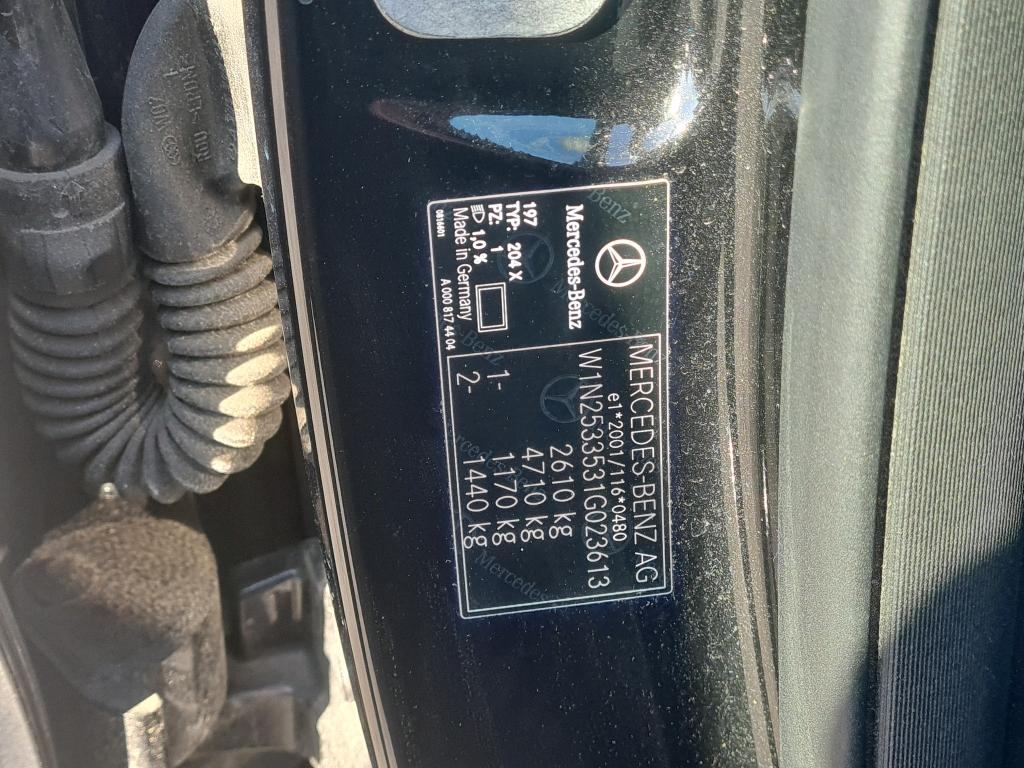 Mercedes-Benz
197
TYP: 204 X
PZ: 1
1,0 %
Made in Germany
0816401
A 000 817 44 04
MERCEDES-BENZ AG
e1*2001/116*0480
W1N2533531G023613
2610 kg
4710 kg
1- 1170 kg
2- 1440 kg